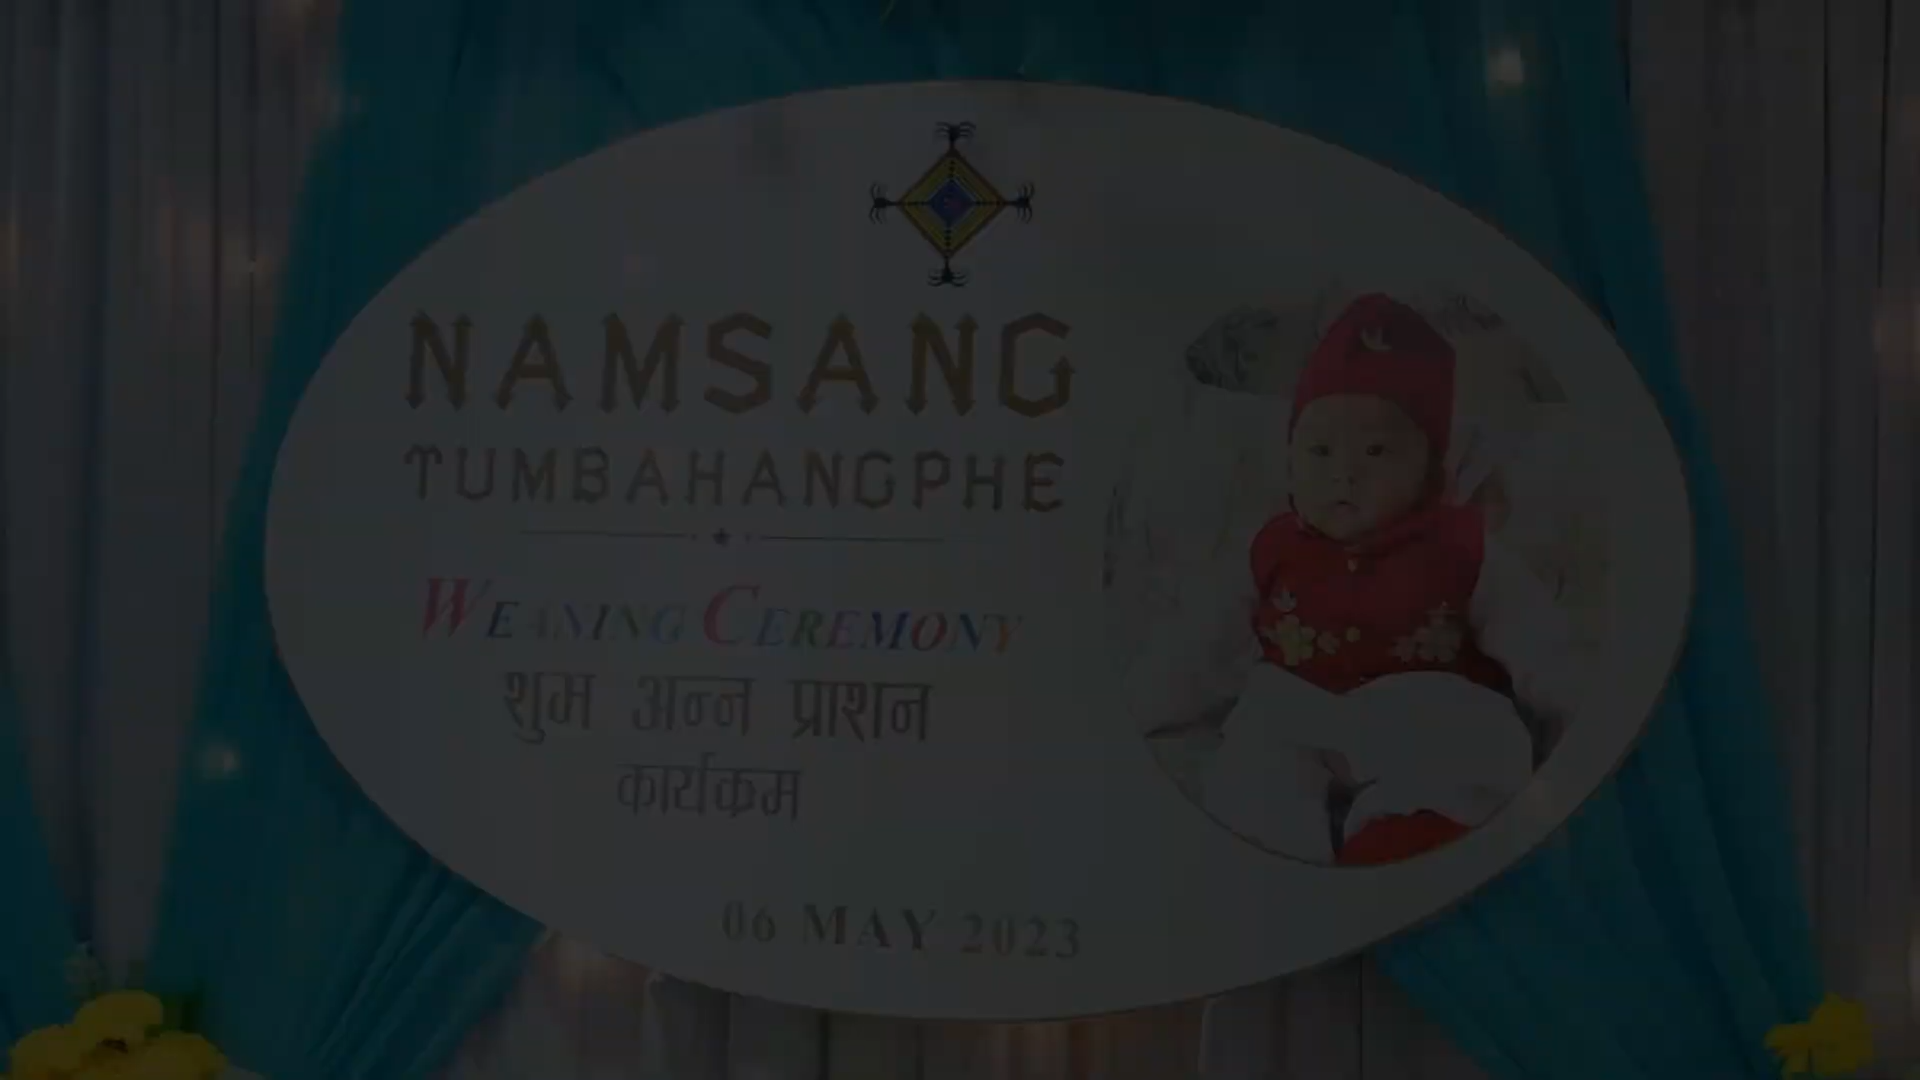 NAMSANG
TUMBAHANGPHE
WEANING CEREMONY
शुभ अन्न प्राशन
कार्यक्रम
06 MAY 2023